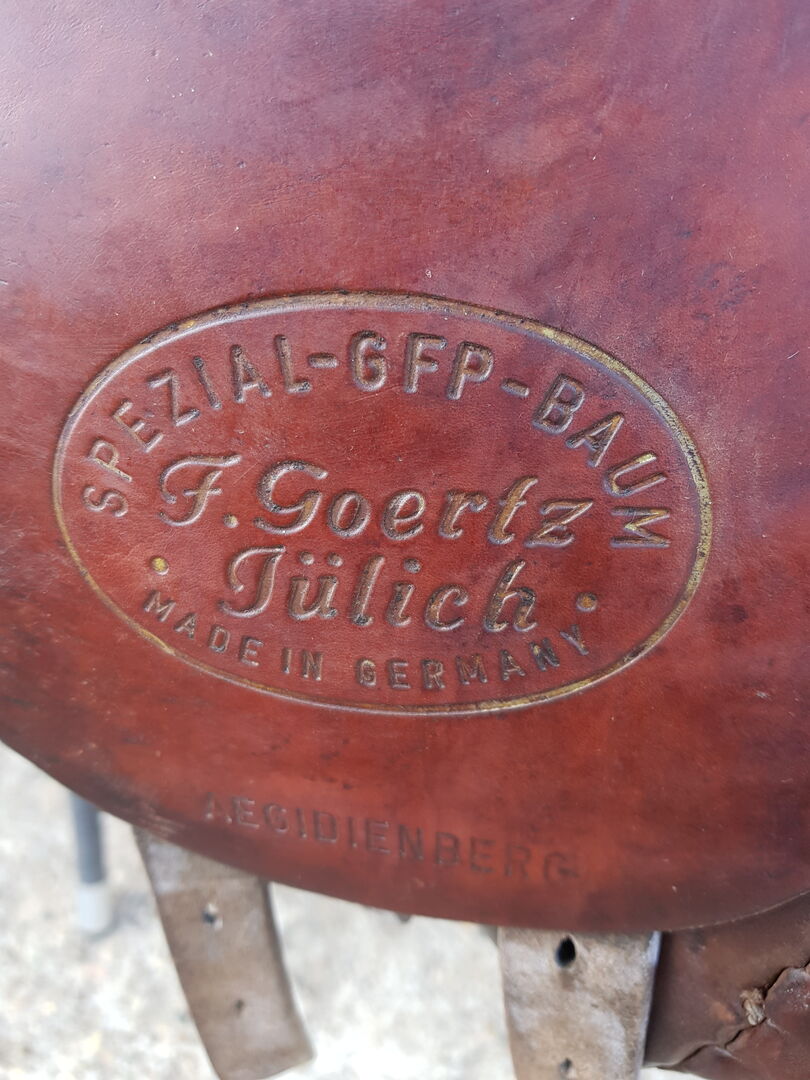 SPEZIAL-GFP-BAUM
F. Goertz
Jülich
• MADE IN GERMANY •
AEGIDIENBERG